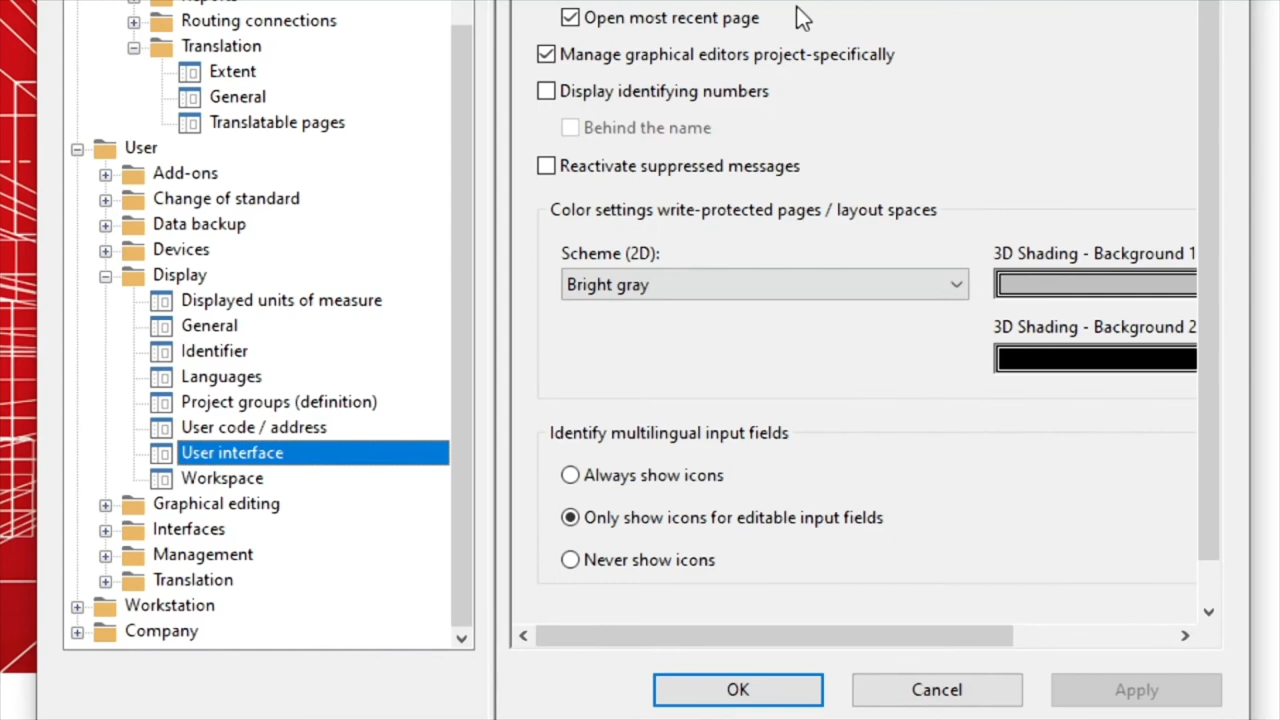 Routing connections
Translation
Extent
General
Translatable pages
User
Add-ons
Change of standard
Data backup
Devices
Display
Displayed units of measure
General
Identifier
Languages
Project groups (definition)
User code / address
User interface
Workspace
Graphical editing
Interfaces
Management
Translation
Workstation
Company
Open most recent page
Manage graphical editors project-specifically
Display identifying numbers
Behind the name
Reactivate suppressed messages
Color settings write-protected pages / layout spaces
Scheme (2D):
Bright gray
3D Shading - Background 1
3D Shading - Background 2
Identify multilingual input fields
Always show icons
Only show icons for editable input fields
Never show icons
OK
Cancel
Apply